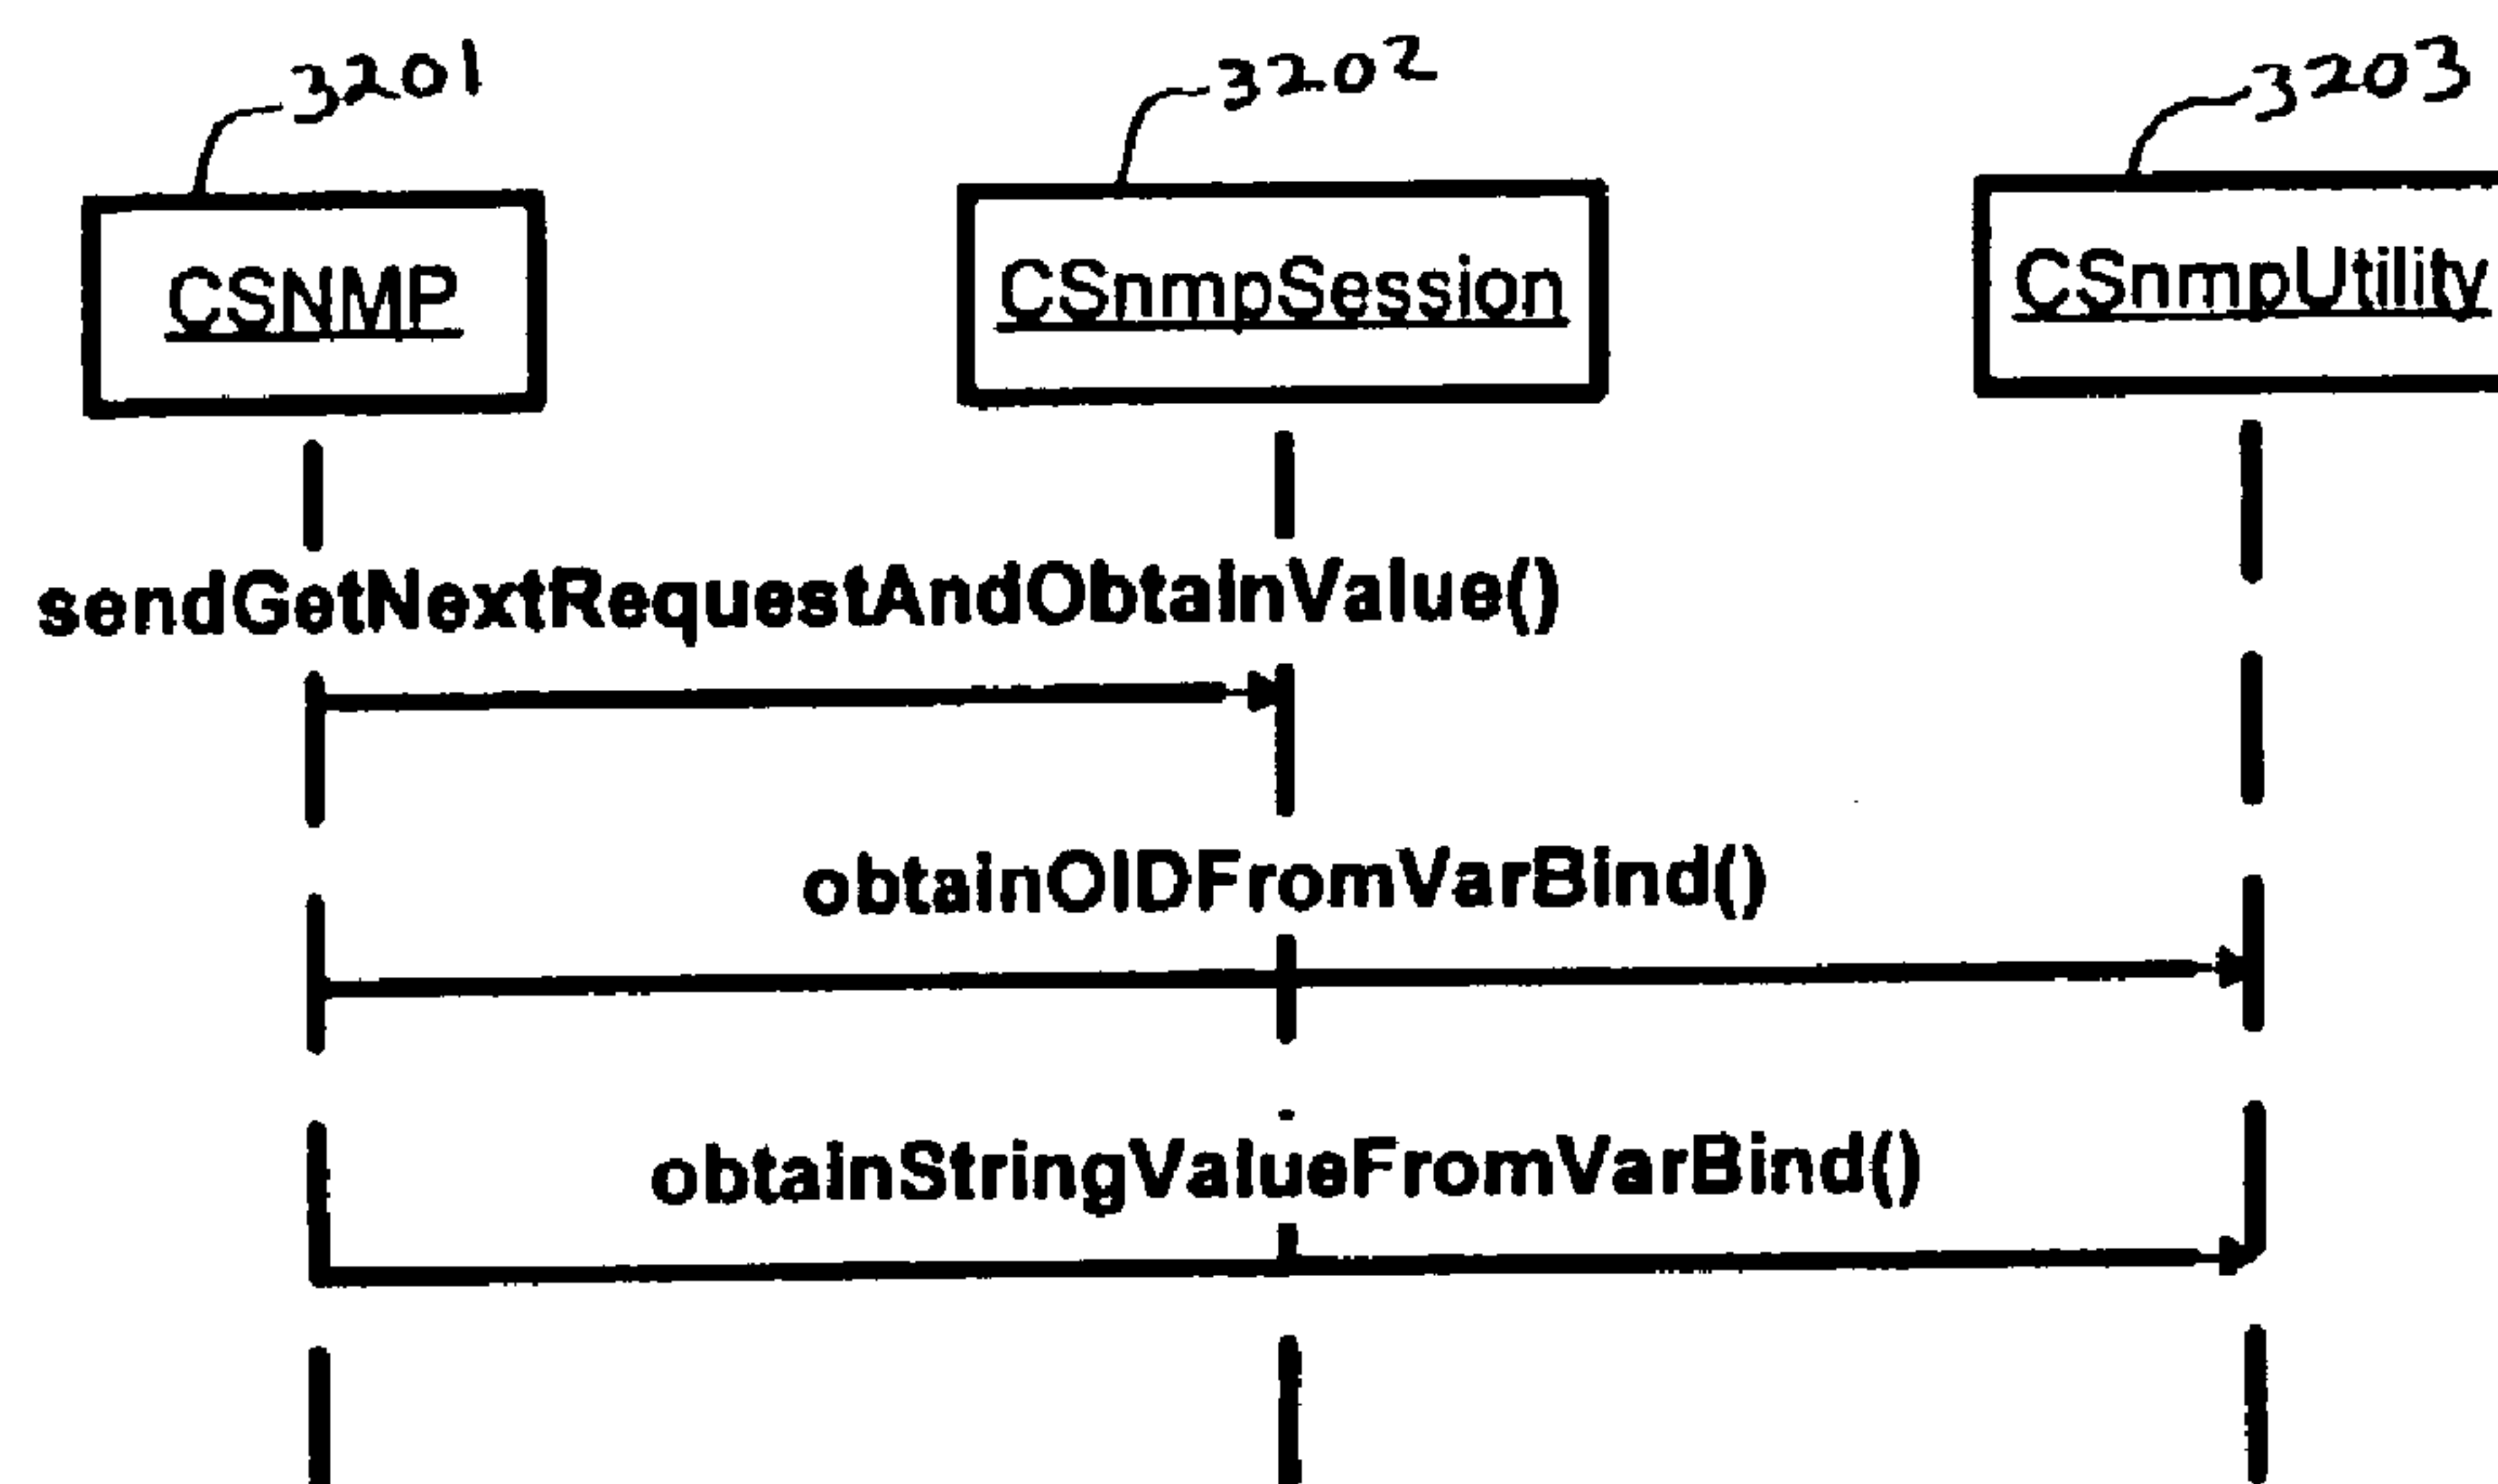 3201
3202
3203
CSNMP
CSnmpSession
CSnmpUtility
sendGetNextRequestAndObtainValue()
obtainOIDFromVarBind()
obtainStringValueFromVarBind()